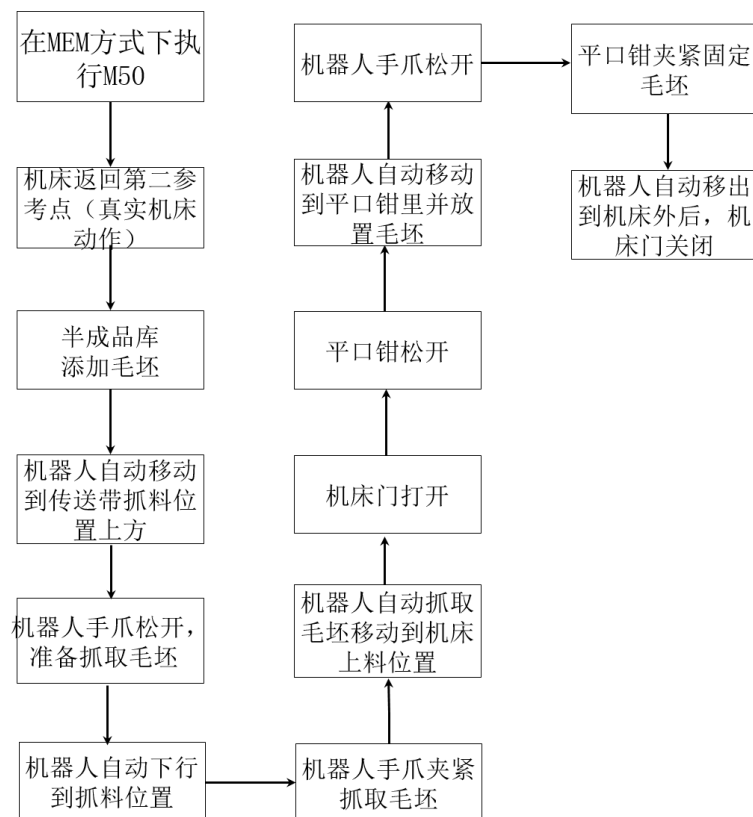 在MEM方式下执
行M50
机床返回第二参
考点（真实机床
动作）
半成品库
添加毛坯
机器人自动移动
到传送带抓料位
置上方
机器人手爪松开，
准备抓取毛坯
机器人自动下行
到抓料位置
机器人手爪夹紧
抓取毛坯
机器人自动抓取
毛坯移动到机床
上料位置
机床门打开
平口钳松开
机器人自动移动
到平口钳里并放
置毛坯
机器人手爪松开
平口钳夹紧固定
毛坯
机器人自动移出
到机床外后，机
床门关闭